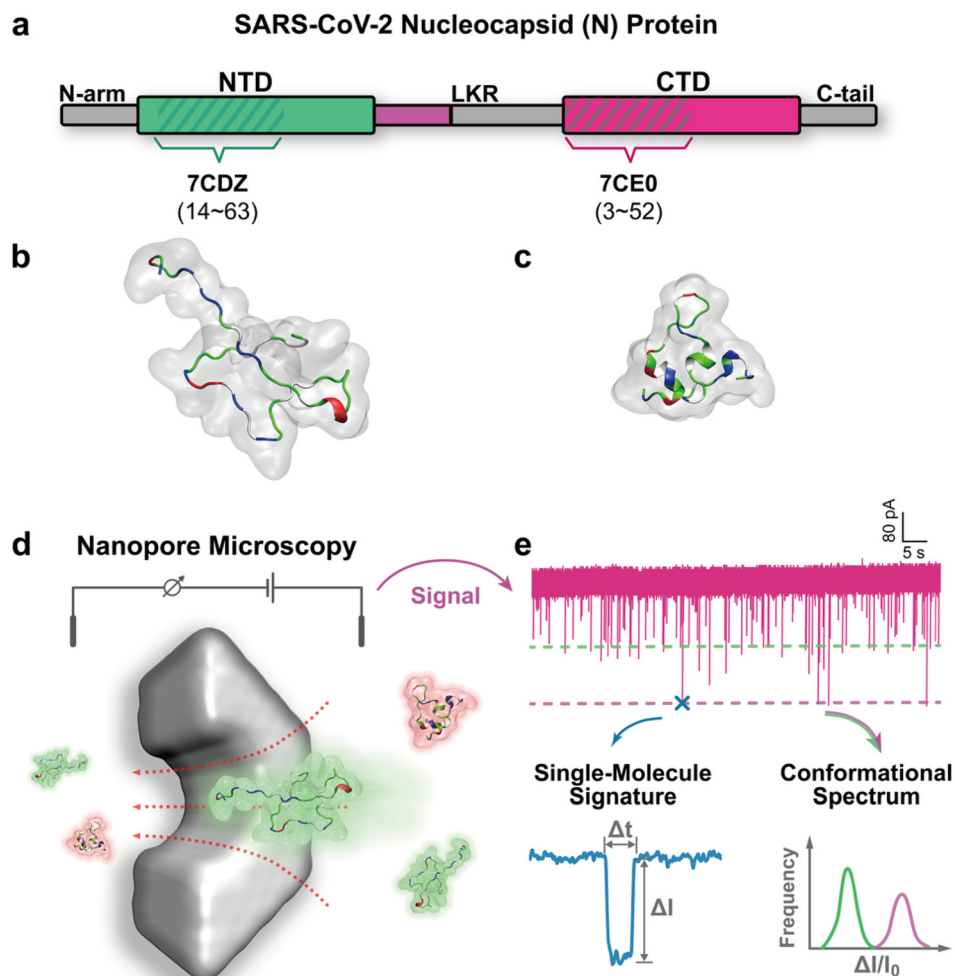 a
SARS-CoV-2 Nucleocapsid (N) Protein
N-arm
NTD
LKR
CTD
C-tail
7CDZ
(14~63)
7CE0
(3~52)
b
c
d
Nanopore Microscopy
Signal
e
80 pA
5 s
Single-Molecule
Signature
Δt
ΔI
Conformational
Spectrum
Frequency
ΔI/I₀